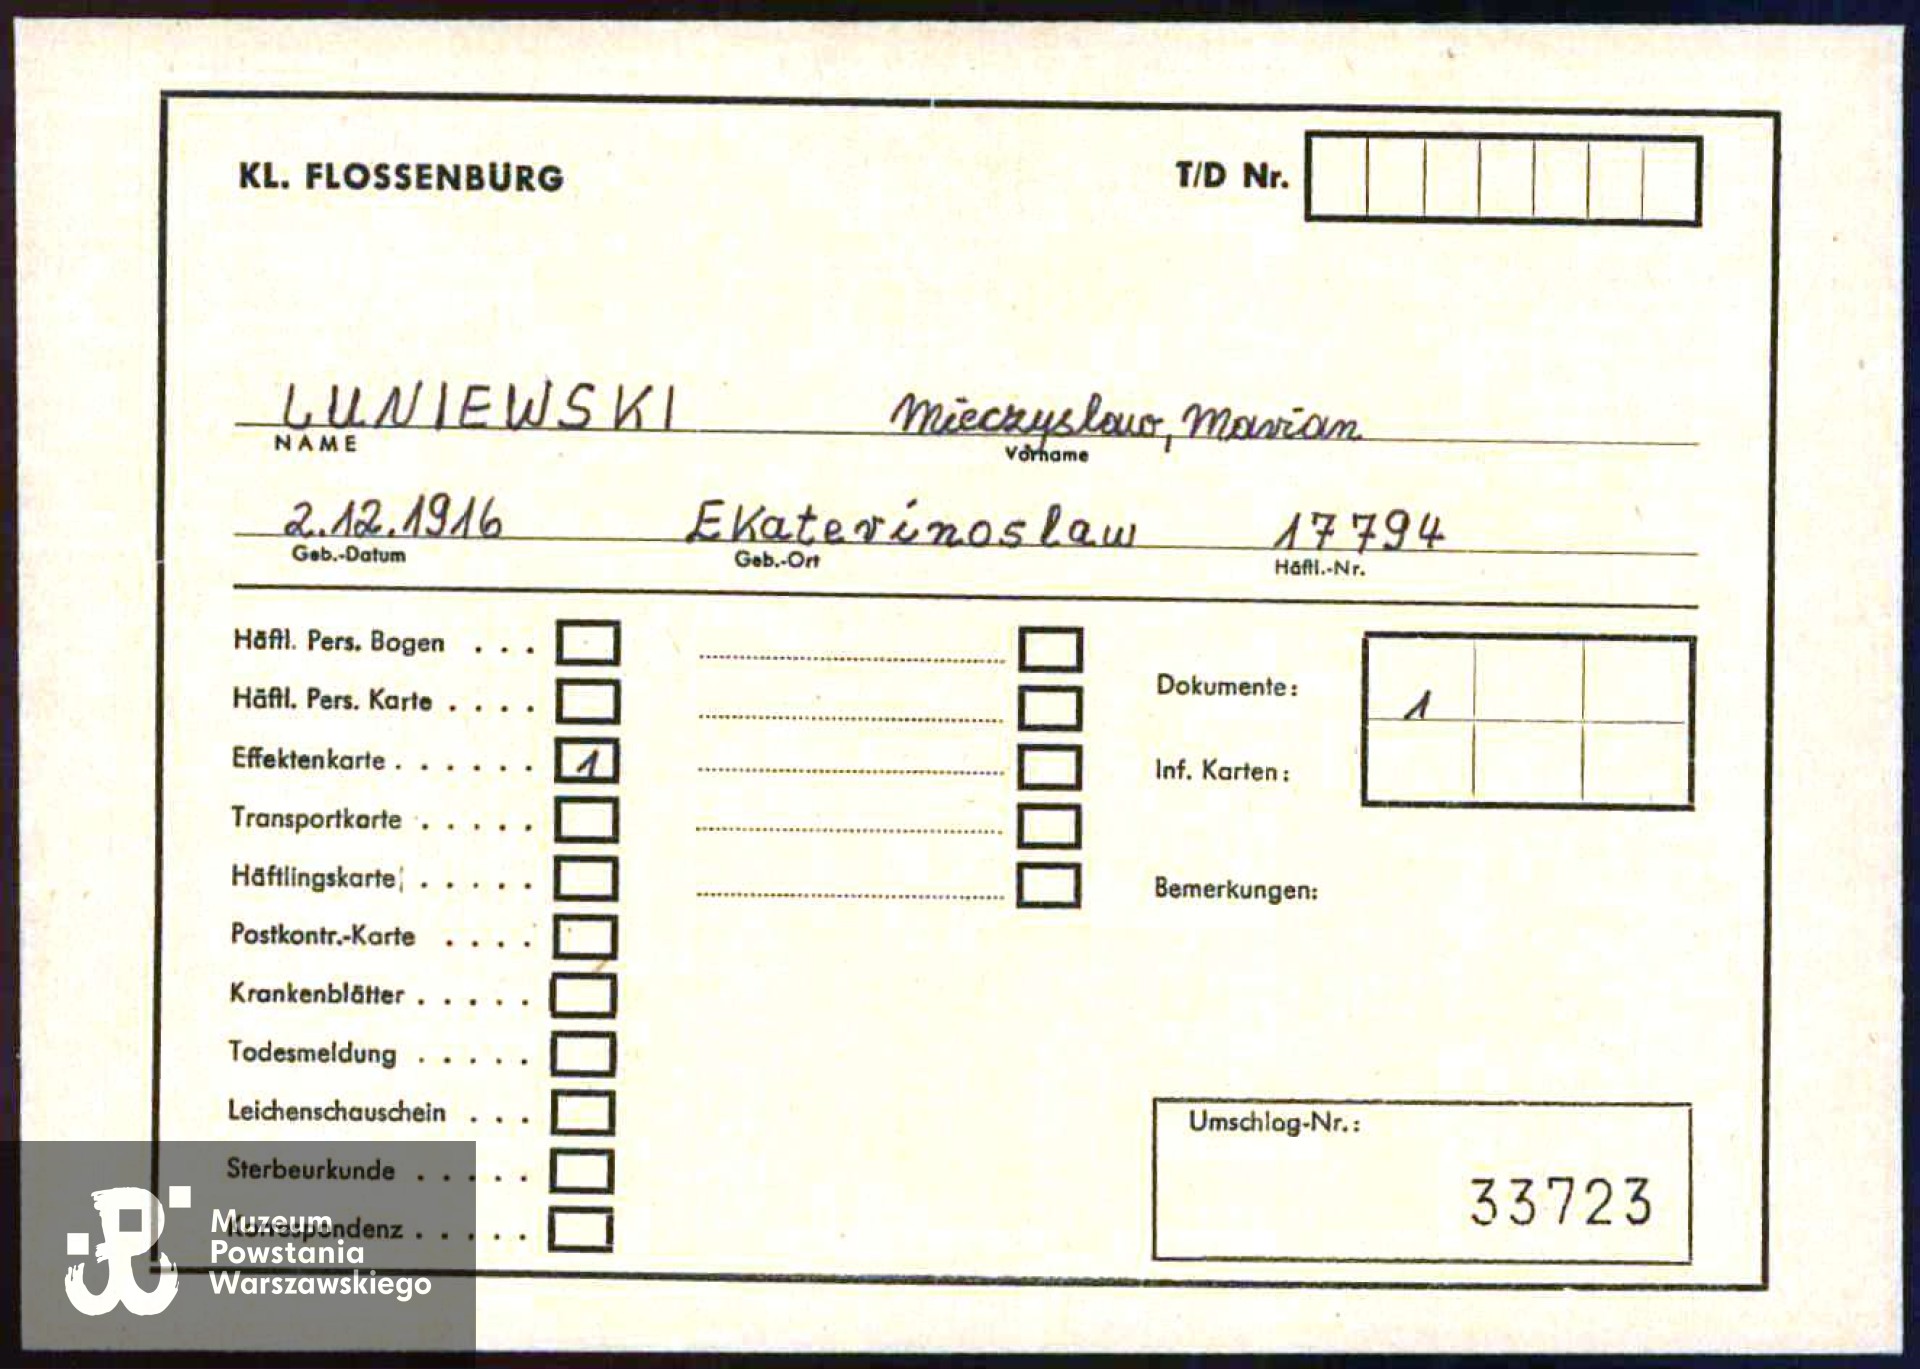 KL. FLOSSENBÜRG T/D Nr.
LUNIEWSKI Mieczyslaw, Marian
NAME Vorname
2.12.1916 Ekaterinoslaw 17794
Geb.-Datum Geb.-Ort Häftl.-Nr.
Häftl. Pers. Bogen . . .
Häftl. Pers. Karte . . . .
Effektenkarte . . . . . . 1
Transportkarte . . . . .
Häftlingskarte . . . . .
Postkontr.-Karte . . . .
Krankenblätter . . . . .
Todesmeldung . . . . .
Leichenschauschein . . .
Sterbeurkunde . . . . .
Korrespondenz . . . . .
Dokumente: 1
Inf. Karten:
Bemerkungen:
Umschlag-Nr.:
33723
Muzeum
Powstania
Warszawskiego